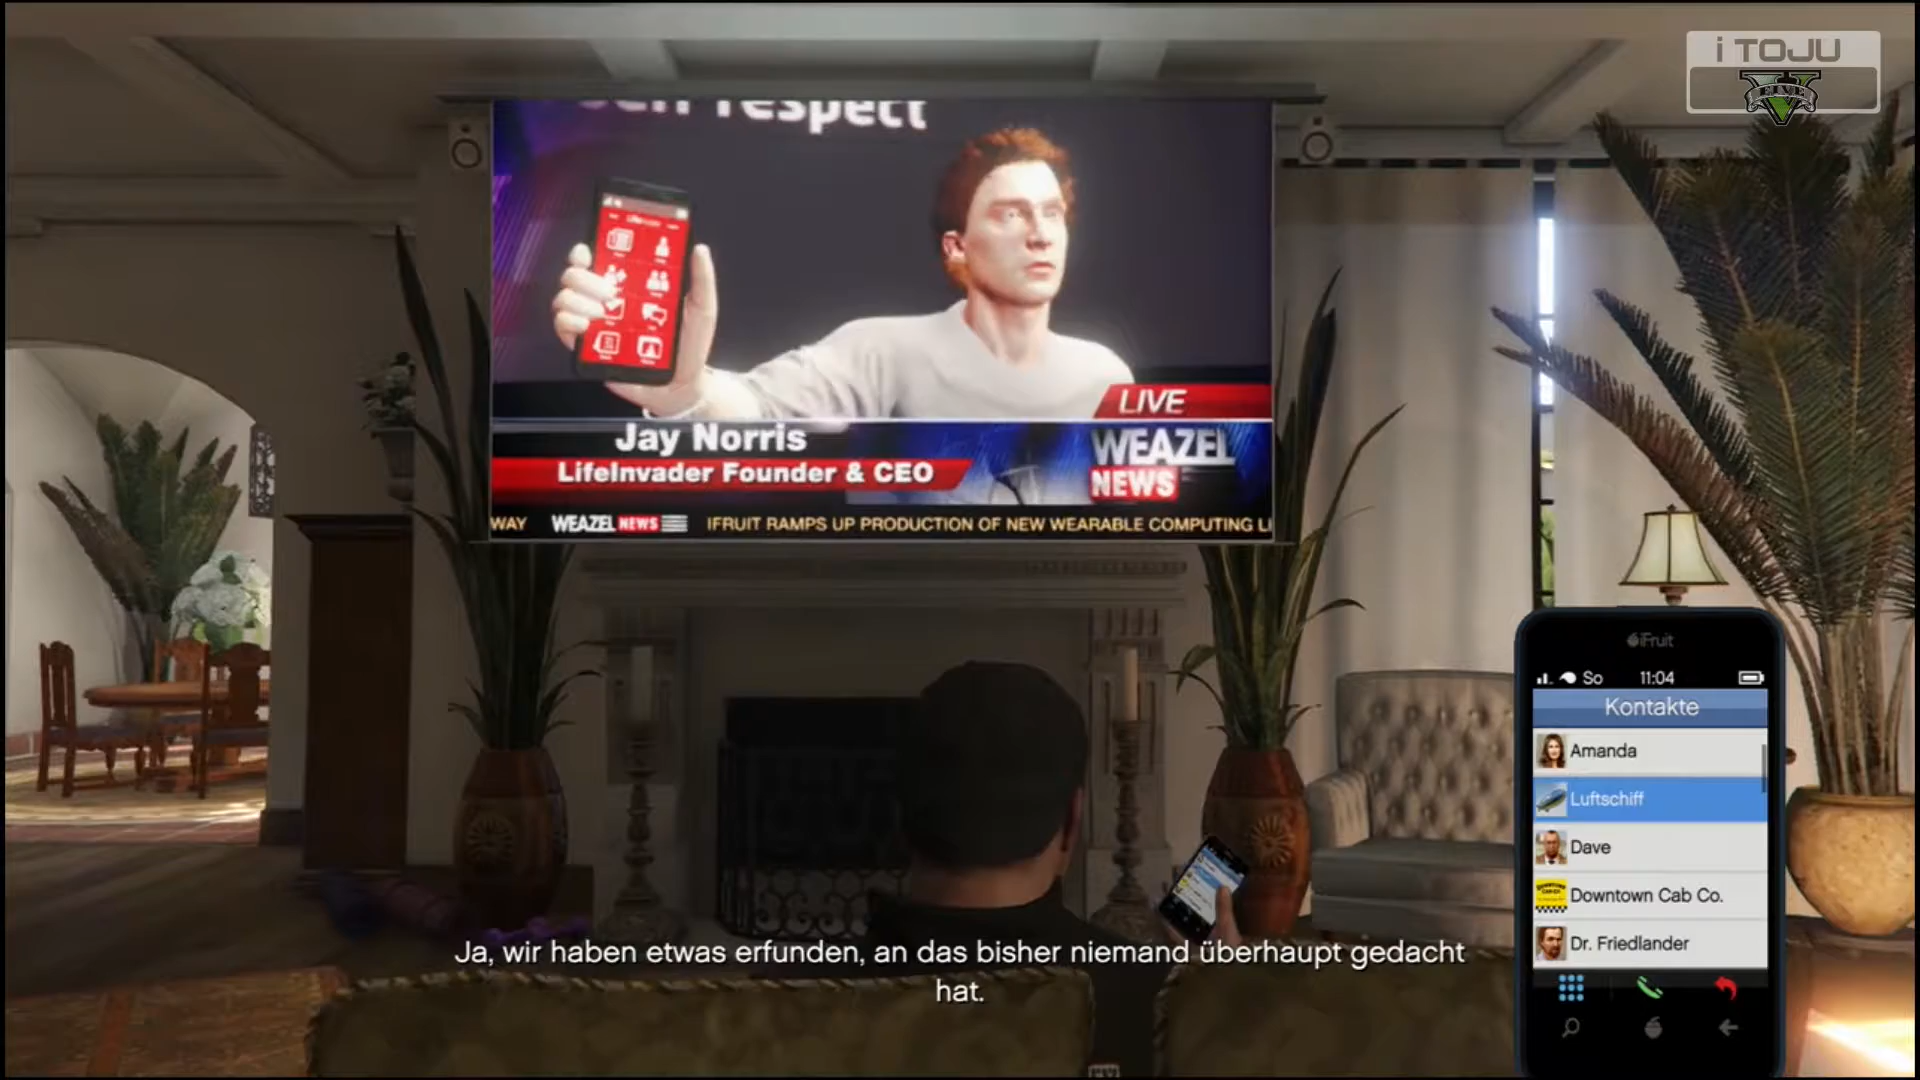 i TOJU
FIVE
respect
LIVE
Jay Norris
LifeInvader Founder & CEO
WEAZEL
NEWS
WAY WEAZEL NEWS IFRUIT RAMPS UP PRODUCTION OF NEW WEARABLE COMPUTING
iFruit
So 11:04
Kontakte
Amanda
Luftschiff
Dave
Downtown Cab Co.
Dr. Friedlander
Ja, wir haben etwas erfunden, an das bisher niemand überhaupt gedacht
hat.